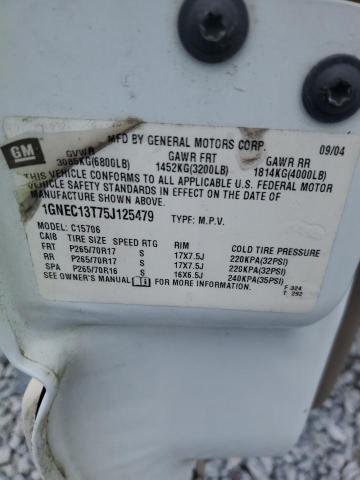 GM
MFD BY GENERAL MOTORS CORP. 09/04
GVWR GAWR FRT GAWR RR
3085KG(6800LB) 1452KG(3200LB) 1814KG(4000LB)
THIS VEHICLE CONFORMS TO ALL APPLICABLE U.S. FEDERAL MOTOR
VEHICLE SAFETY STANDARDS IN EFFECT ON THE DATE OF
MANUFACTURE SHOWN ABOVE.
1GNEC13T75J125479 TYPE: M.P.V.
MODEL: C15706
CAI8 TIRE SIZE SPEED RTG RIM COLD TIRE PRESSURE
FRT P265/70R17 S 17X7.5J 220KPA(32PSI)
RR P265/70R17 S 17X7.5J 220KPA(32PSI)
SPA P265/70R16 S 16X6.5J 240KPA(35PSI)
SEE OWNER'S MANUAL FOR MORE INFORMATION. F 324
T 292